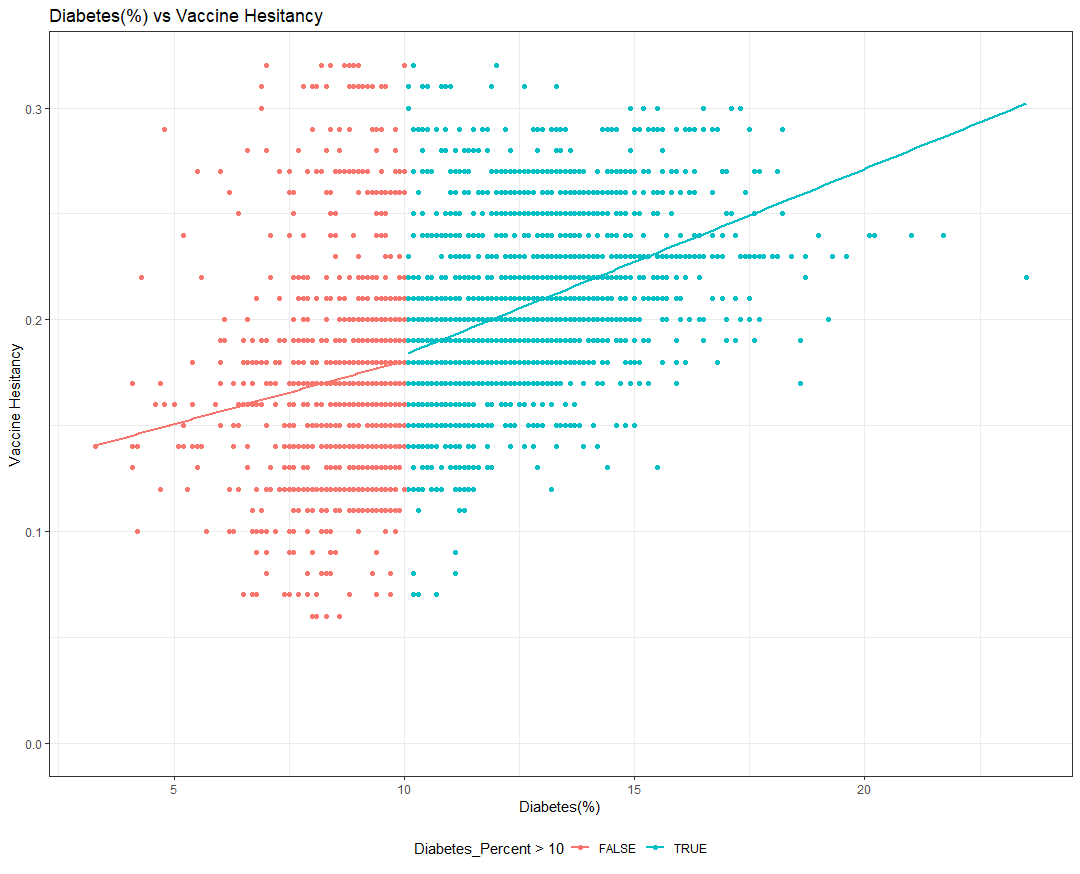 Diabetes(%) vs Vaccine Hesitancy
Vaccine Hesitancy
0.3
0.2
0.1
0.0
5 10 15 20
Diabetes(%)
Diabetes_Percent > 10 FALSE TRUE